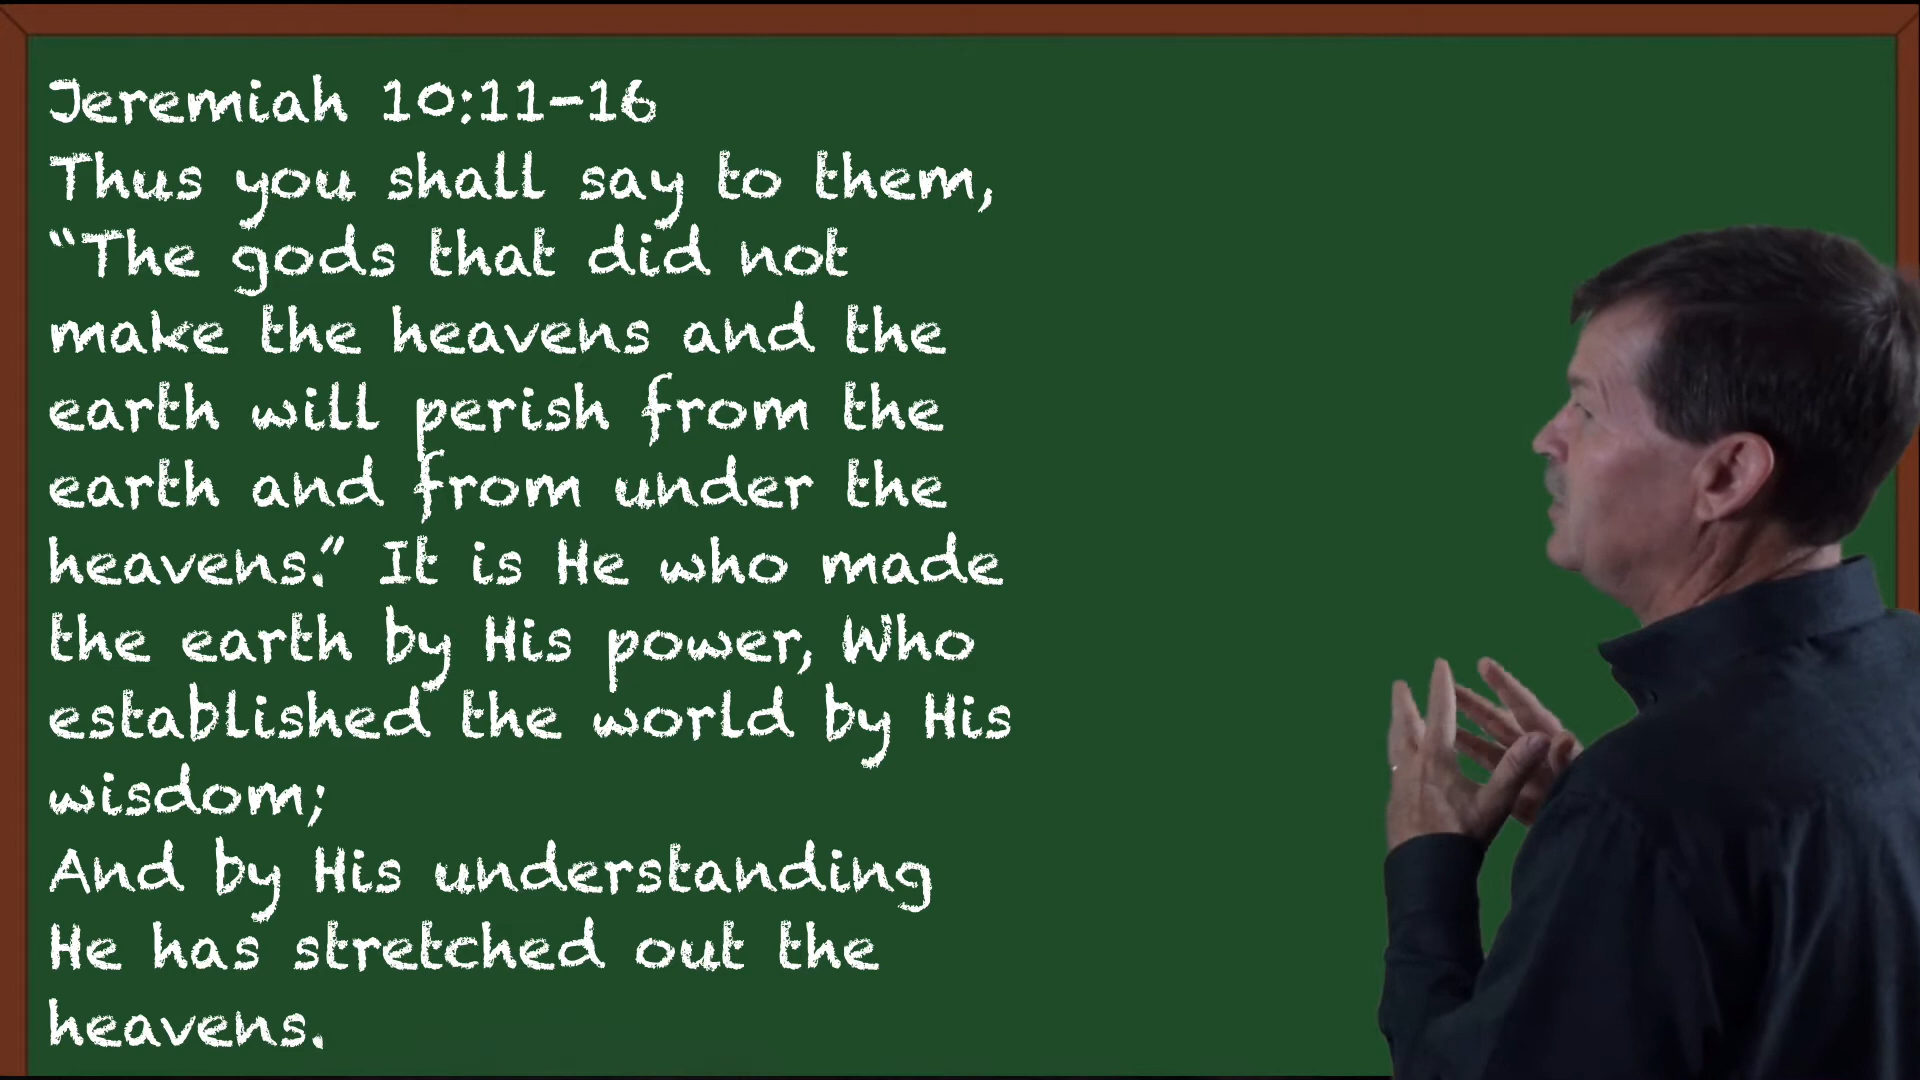 Jeremiah 10:11-16
Thus you shall say to them,
“The gods that did not
make the heavens and the
earth will perish from the
earth and from under the
heavens.” It is He who made
the earth by His power, Who
established the world by His
wisdom;
And by His understanding
He has stretched out the
heavens.